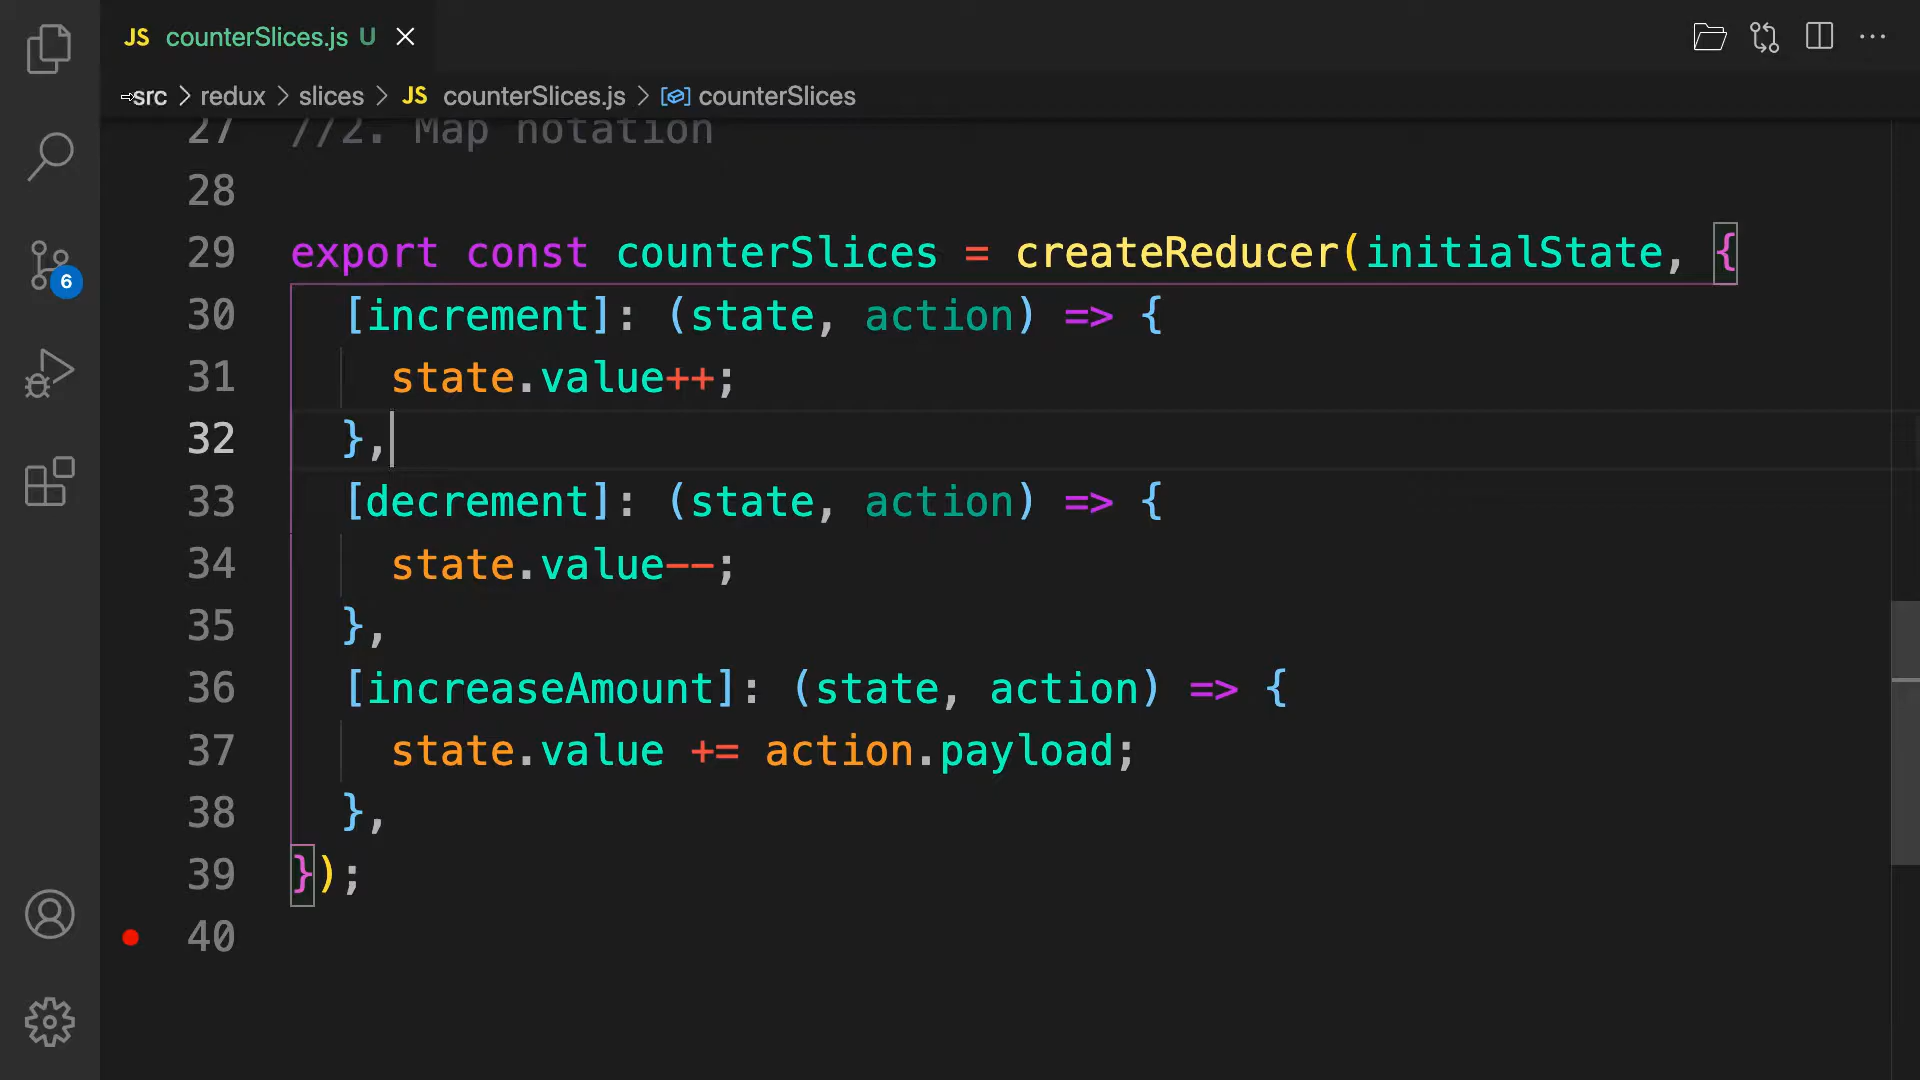 JS counterSlices.js U
src > redux > slices > JS counterSlices.js > counterSlices
27 //2. Map notation
28
29 export const counterSlices = createReducer(initialState, {
30 [increment]: (state, action) => {
31 state.value++;
32 },
33 [decrement]: (state, action) => {
34 state.value--;
35 },
36 [increaseAmount]: (state, action) => {
37 state.value += action.payload;
38 },
39 });
40
6